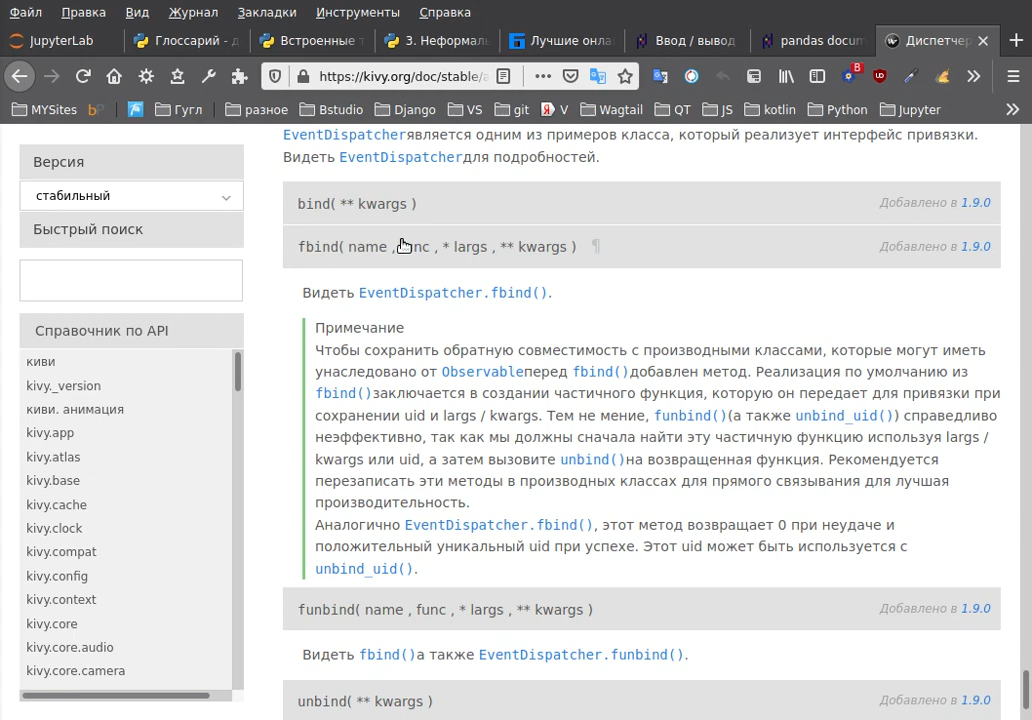 Файл Правка Вид Журнал Закладки Инструменты Справка
JupyterLab Глоссарий - д Встроенные т 3. Неформаль Лучшие онла Ввод / вывод pandas docum Диспетчер
https://kivy.org/doc/stable/a
MYSites Гугл разное Bstudio Django VS git V Wagtail QT JS kotlin Python Jupyter
Версия
стабильный
Быстрый поиск
Справочник по API
киви
kivy._version
киви. анимация
kivy.app
kivy.atlas
kivy.base
kivy.cache
kivy.clock
kivy.compat
kivy.config
kivy.context
kivy.core
kivy.core.audio
kivy.core.camera
EventDispatcherявляется одним из примеров класса, который реализует интерфейс привязки.
Видеть EventDispatcherдля подробностей.
bind( ** kwargs ) Добавлено в 1.9.0
fbind( name , func , * largs , ** kwargs ) ¶ Добавлено в 1.9.0
Видеть EventDispatcher.fbind().
Примечание
Чтобы сохранить обратную совместимость с производными классами, которые могут иметь
унаследовано от Observableперед fbind()добавлен метод. Реализация по умолчанию из
fbind()заключается в создании частичной функции, которую он передает для привязки при
сохранении uid и largs / kwargs. Тем не мение, funbind()(а также unbind_uid()) справедливо
неэффективно, так как мы должны сначала найти эту частичную функцию используя largs /
kwargs или uid, а затем вызовите unbind()на возвращенная функция. Рекомендуется
перезаписать эти методы в производных классах для прямого связывания для лучшая
производительность.
Аналогично EventDispatcher.fbind(), этот метод возвращает 0 при неудаче и
положительный уникальный uid при успехе. Этот uid может быть используется с
unbind_uid().
funbind( name , func , * largs , ** kwargs ) Добавлено в 1.9.0
Видеть fbind()а также EventDispatcher.funbind().
unbind( ** kwargs ) Добавлено в 1.9.0